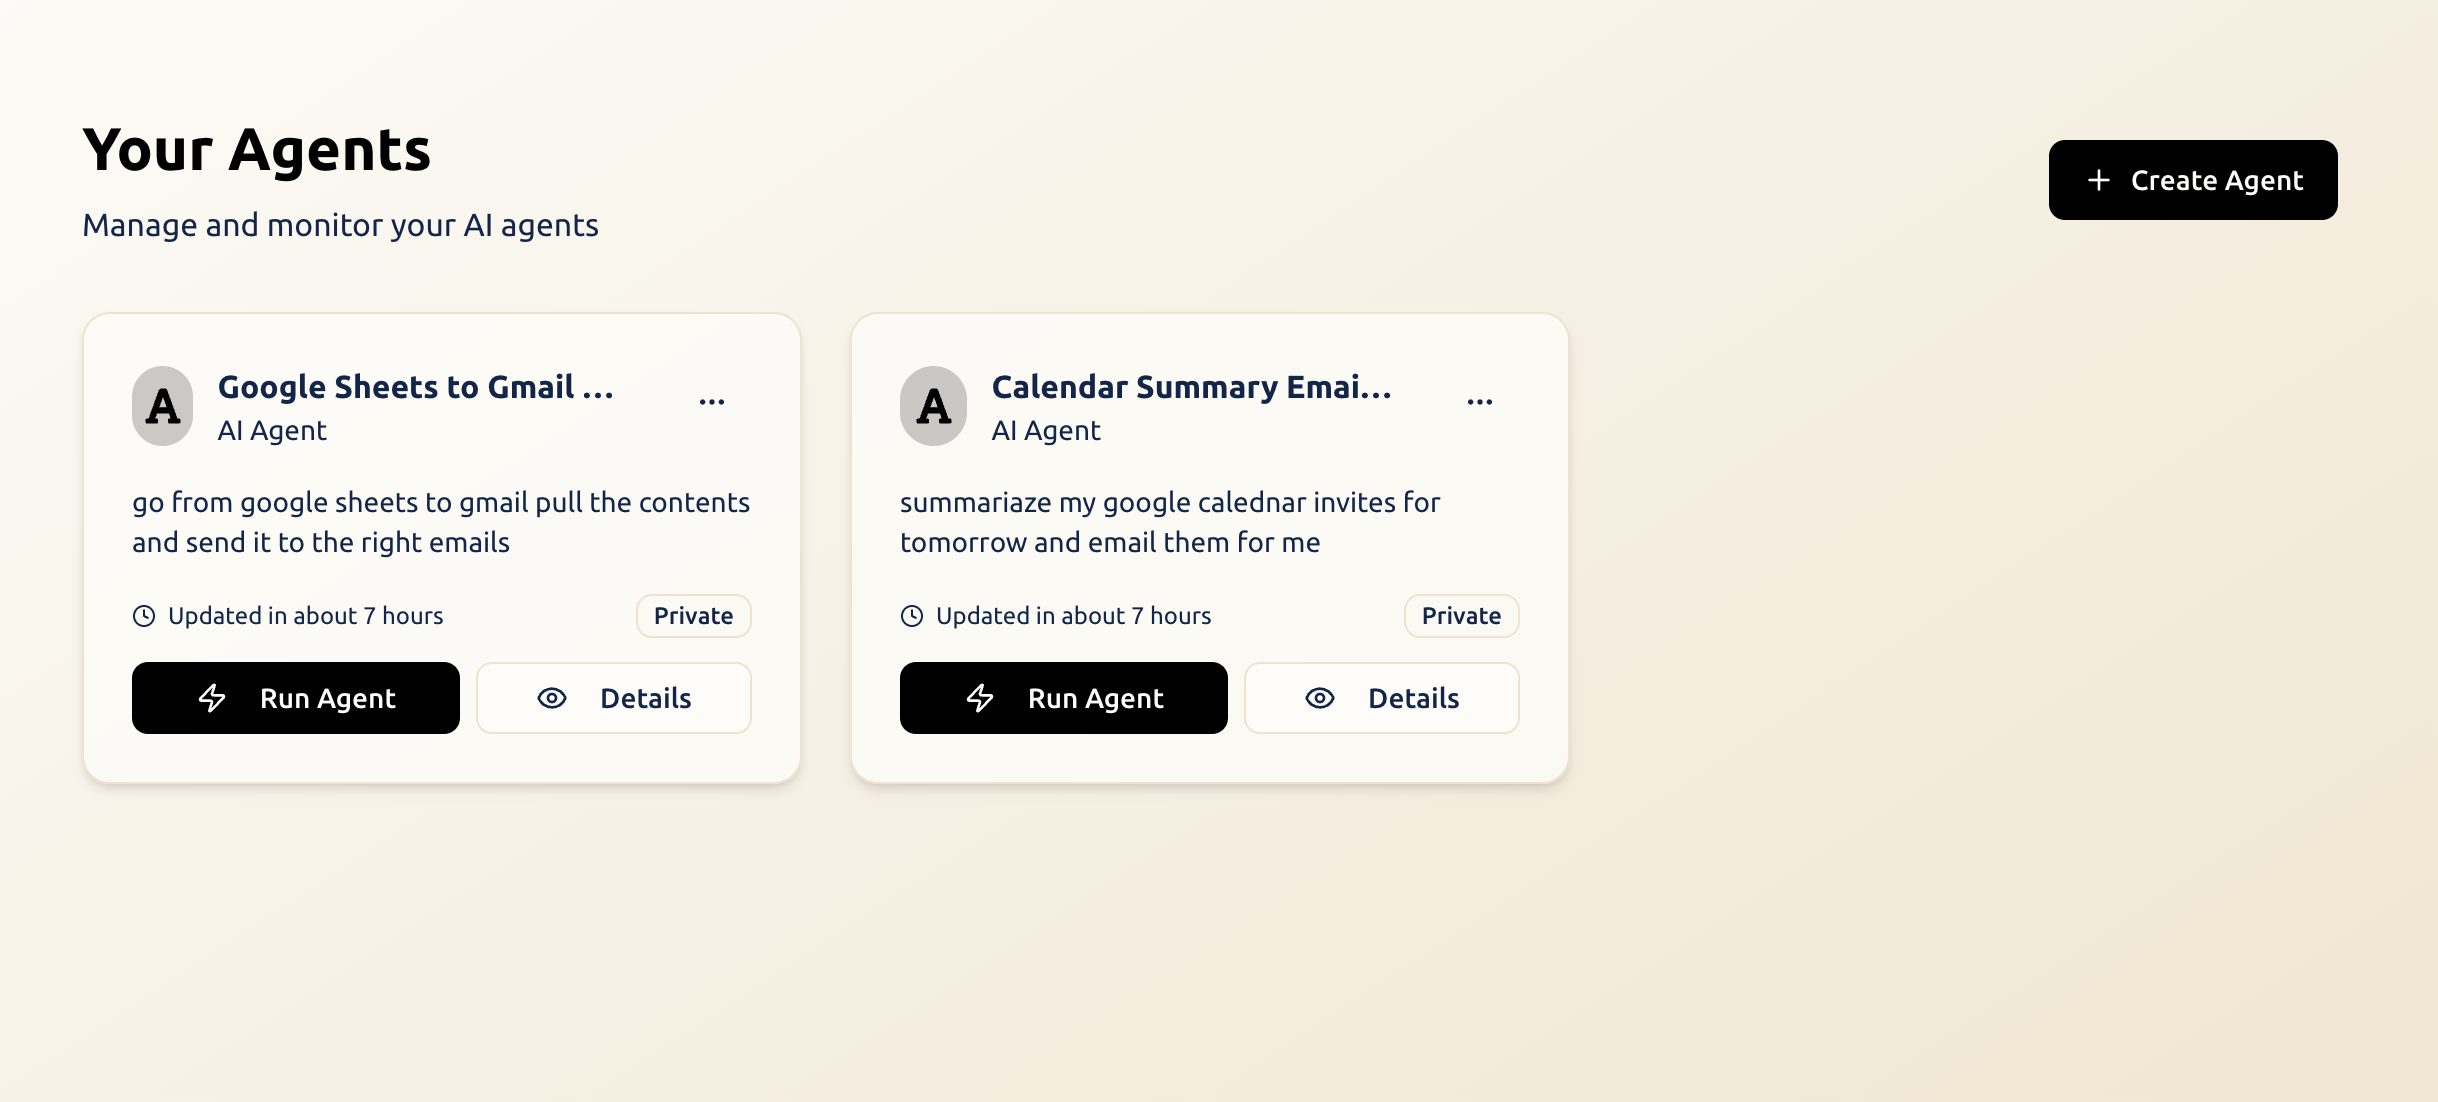 Your Agents
Manage and monitor your AI agents
+ Create Agent
A
Google Sheets to Gmail ...
AI Agent
...
go from google sheets to gmail pull the contents
and send it to the right emails
Updated in about 7 hours
Private
Run Agent
Details
A
Calendar Summary Emai...
AI Agent
...
summariaze my google calednar invites for
tomorrow and email them for me
Updated in about 7 hours
Private
Run Agent
Details